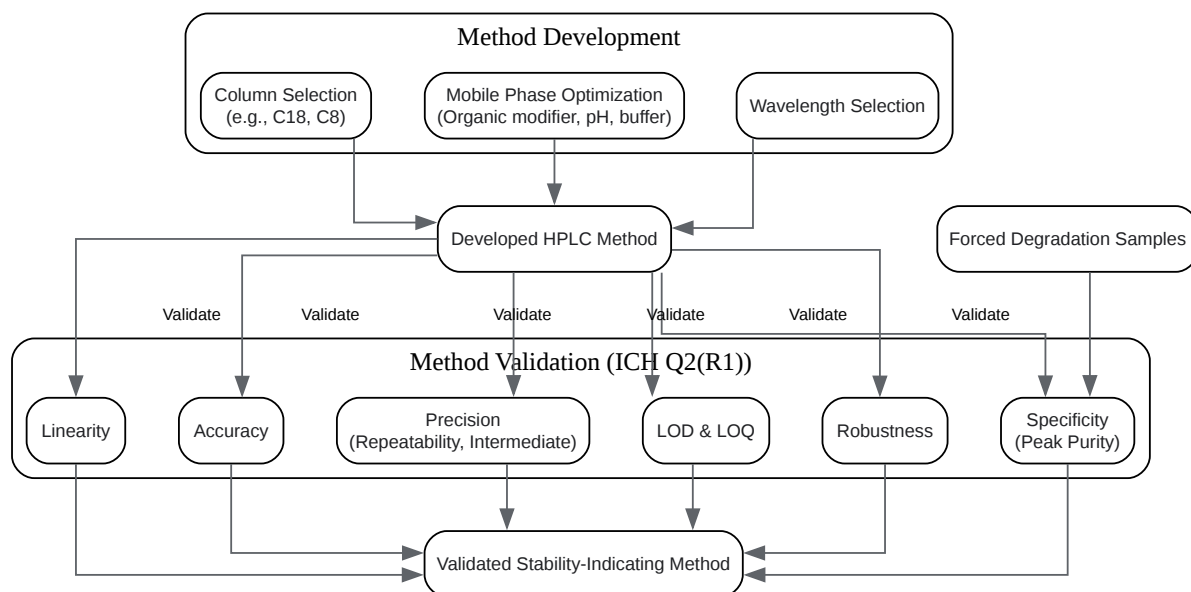 Method Development
Column Selection
(e.g., C18, C8)
Mobile Phase Optimization
(Organic modifier, pH, buffer)
Wavelength Selection
Developed HPLC Method
Forced Degradation Samples
Validate
Validate
Validate
Validate
Validate
Validate
Method Validation (ICH Q2(R1))
Linearity
Accuracy
Precision
(Repeatability, Intermediate)
LOD & LOQ
Robustness
Specificity
(Peak Purity)
Validated Stability-Indicating Method